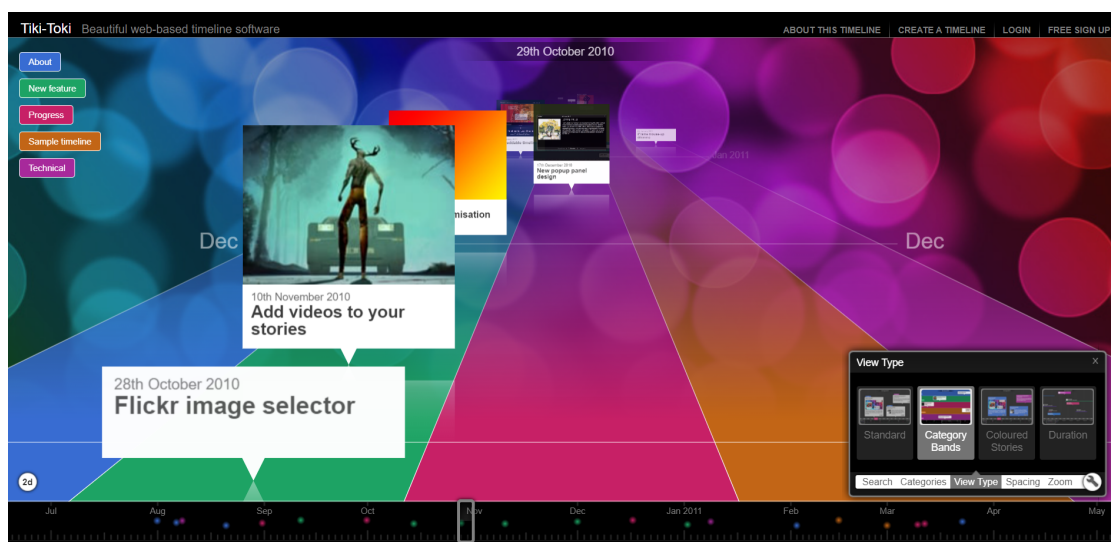 Tiki-Toki Beautiful web-based timeline software
ABOUT THIS TIMELINE CREATE A TIMELINE LOGIN FREE SIGN UP
29th October 2010
About
New feature
Progress
Sample timeline
Technical
Jan 2011
17th December 2010
New popup panel
design
misation
Dec
Dec
10th November 2010
Add videos to your
stories
28th October 2010
Flickr image selector
View Type X
Standard Category
Bands Coloured
Stories Duration
Search Categories View Type Spacing Zoom
2d
Jul Aug Sep Oct Nov Dec Jan 2011 Feb Mar Apr May